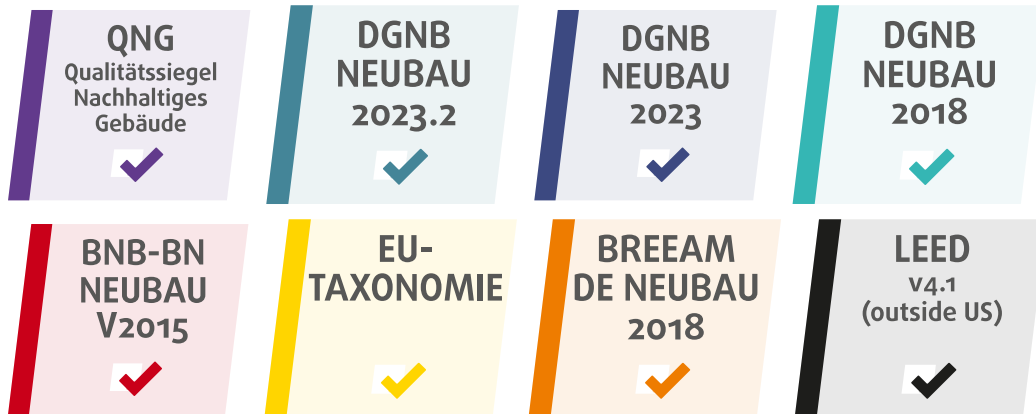 QNG
Qualitätssiegel
Nachhaltiges
Gebäude
DGNB
NEUBAU
2023.2
DGNB
NEUBAU
2023
DGNB
NEUBAU
2018
BNB-BN
NEUBAU
V2015
EU-
TAXONOMIE
BREEAM
DE NEUBAU
2018
LEED
v4.1
(outside US)